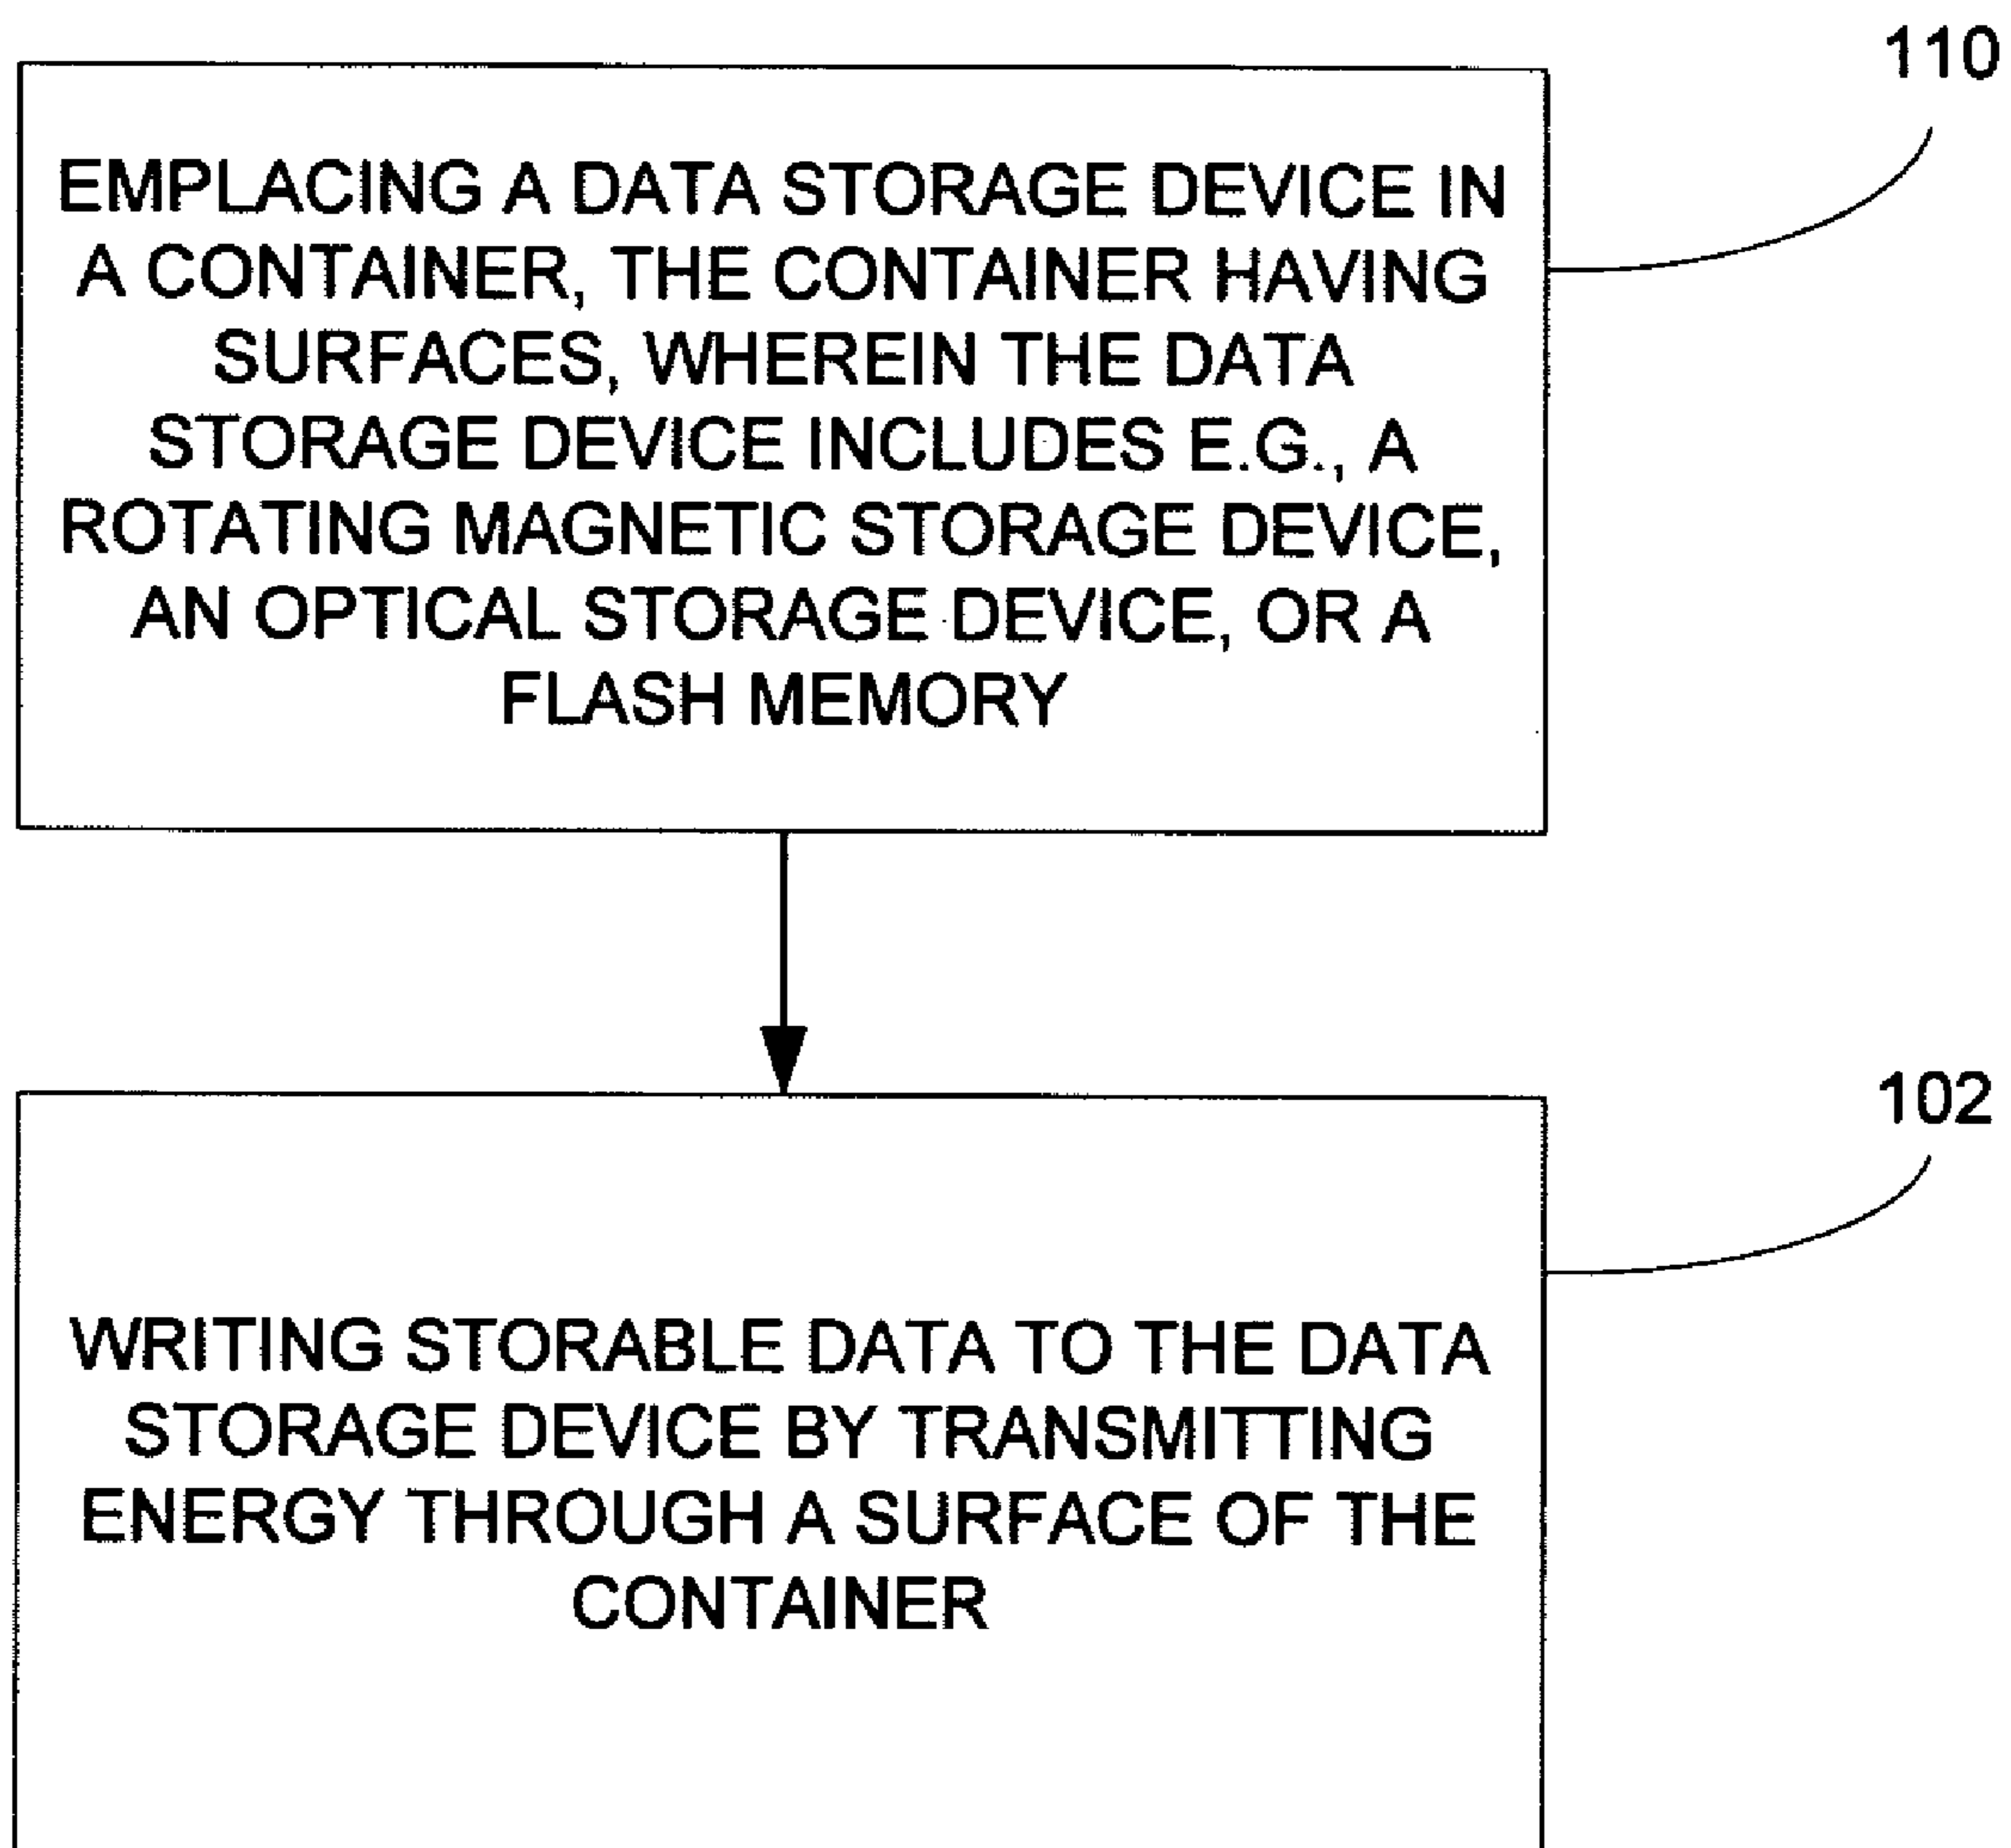 110
EMPLACING A DATA STORAGE DEVICE IN
A CONTAINER, THE CONTAINER HAVING
SURFACES, WHEREIN THE DATA
STORAGE DEVICE INCLUDES E.G., A
ROTATING MAGNETIC STORAGE DEVICE,
AN OPTICAL STORAGE DEVICE, OR A
FLASH MEMORY
102
WRITING STORABLE DATA TO THE DATA
STORAGE DEVICE BY TRANSMITTING
ENERGY THROUGH A SURFACE OF THE
CONTAINER